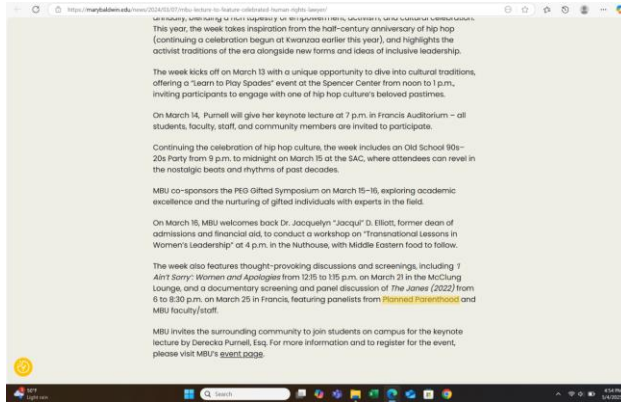 https://marybaldwin.edu/news/2024/03/07/mbu-lecture-to-feature-celebrated-human-rights-lawyer/
annually, blending a rich tapestry of empowerment, activism, and cultural celebration.
This year, the week takes inspiration from the half-century anniversary of hip hop
(continuing a celebration begun at Kwanzaa earlier this year), and highlights the
activist traditions of the era alongside new forms and ideas of inclusive leadership.
The week kicks off on March 13 with a unique opportunity to dive into cultural traditions,
offering a “Learn to Play Spades” event at the Spencer Center from noon to 1 p.m.,
inviting participants to engage with one of hip hop culture’s beloved pastimes.
On March 14, Purnell will give her keynote lecture at 7 p.m. in Francis Auditorium – all
students, faculty, staff, and community members are invited to participate.
Continuing the celebration of hip hop culture, the week includes an Old School 90s–
20s Party from 9 p.m. to midnight on March 15 at the SAC, where attendees can revel in
the nostalgic beats and rhythms of past decades.
MBU co-sponsors the PEG Gifted Symposium on March 15–16, exploring academic
excellence and the nurturing of gifted individuals with experts in the field.
On March 16, MBU welcomes back Dr. Jacquelyn “Jacqui” D. Elliott, former dean of
admissions and financial aid, to conduct a workshop on “Transnational Lessons in
Women’s Leadership” at 4 p.m. in the Nuthouse, with Middle Eastern food to follow.
The week also features thought-provoking discussions and screenings, including ‘I
Ain’t Sorry’: Women and Apologies from 12:15 to 1:15 p.m. on March 21 in the McClung
Lounge, and a documentary screening and panel discussion of The Janes (2022) from
6 to 8:30 p.m. on March 25 in Francis, featuring panelists from Planned Parenthood and
MBU faculty/staff.
MBU invites the surrounding community to join students on campus for the keynote
lecture by Derecka Purnell, Esq. For more information and to register for the event,
please visit MBU’s event page.
50°F
Light rain
Search
4:54 PM